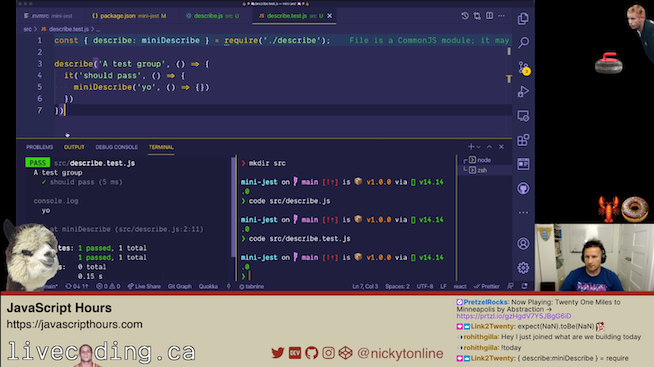 .nvmrc mini-jest
package.json mini-jest
describe.js src U
describe.test.js src U
src > describe.test.js > ...
1 const { describe: miniDescribe } = require('./describe'); File is a CommonJS module; it may
2
3 describe('A test group', () => {
4 it('should pass', () => {
5 miniDescribe('yo', () => {})
6 })
7 })
PROBLEMS OUTPUT DEBUG CONSOLE TERMINAL
PASS src/describe.test.js
A test group
✓ should pass (5 ms)
console.log
yo
at miniDescribe (src/describe.js:2:11)
1 passed, 1 total
1 passed, 1 total
0 total
0.15 s
❯ mkdir src
mini-jest on main [!↑] is 📦 v1.0.0 via v14.14
.0
❯ code src/describe.js
mini-jest on main [!↑] is 📦 v1.0.0 via v14.14
.0
❯ code src/describe.test.js
mini-jest on main [!↑] is 📦 v1.0.0 via v14.14
.0
❯
node
zsh
Live Share Git Graph QuokkA tabnine Ln 7, Col 3 Spaces: 2 UTF-8 LF react Prettier
JavaScript Hours
https://javascripthours.com
livecoding.ca
DEV
@nickytonline
PretzelRocks: Now Playing: Twenty One Miles to
Minneapolis by Abstraction ->
https://prtzl.io/gzHgdV7Y5JBgG6iD
Link2Twenty: expect(NaN).toBe(NaN)
rohithgilla: Hey I just joined what are we building today
rohithgilla: !today
Link2Twenty: { describe:miniDescribe } = require